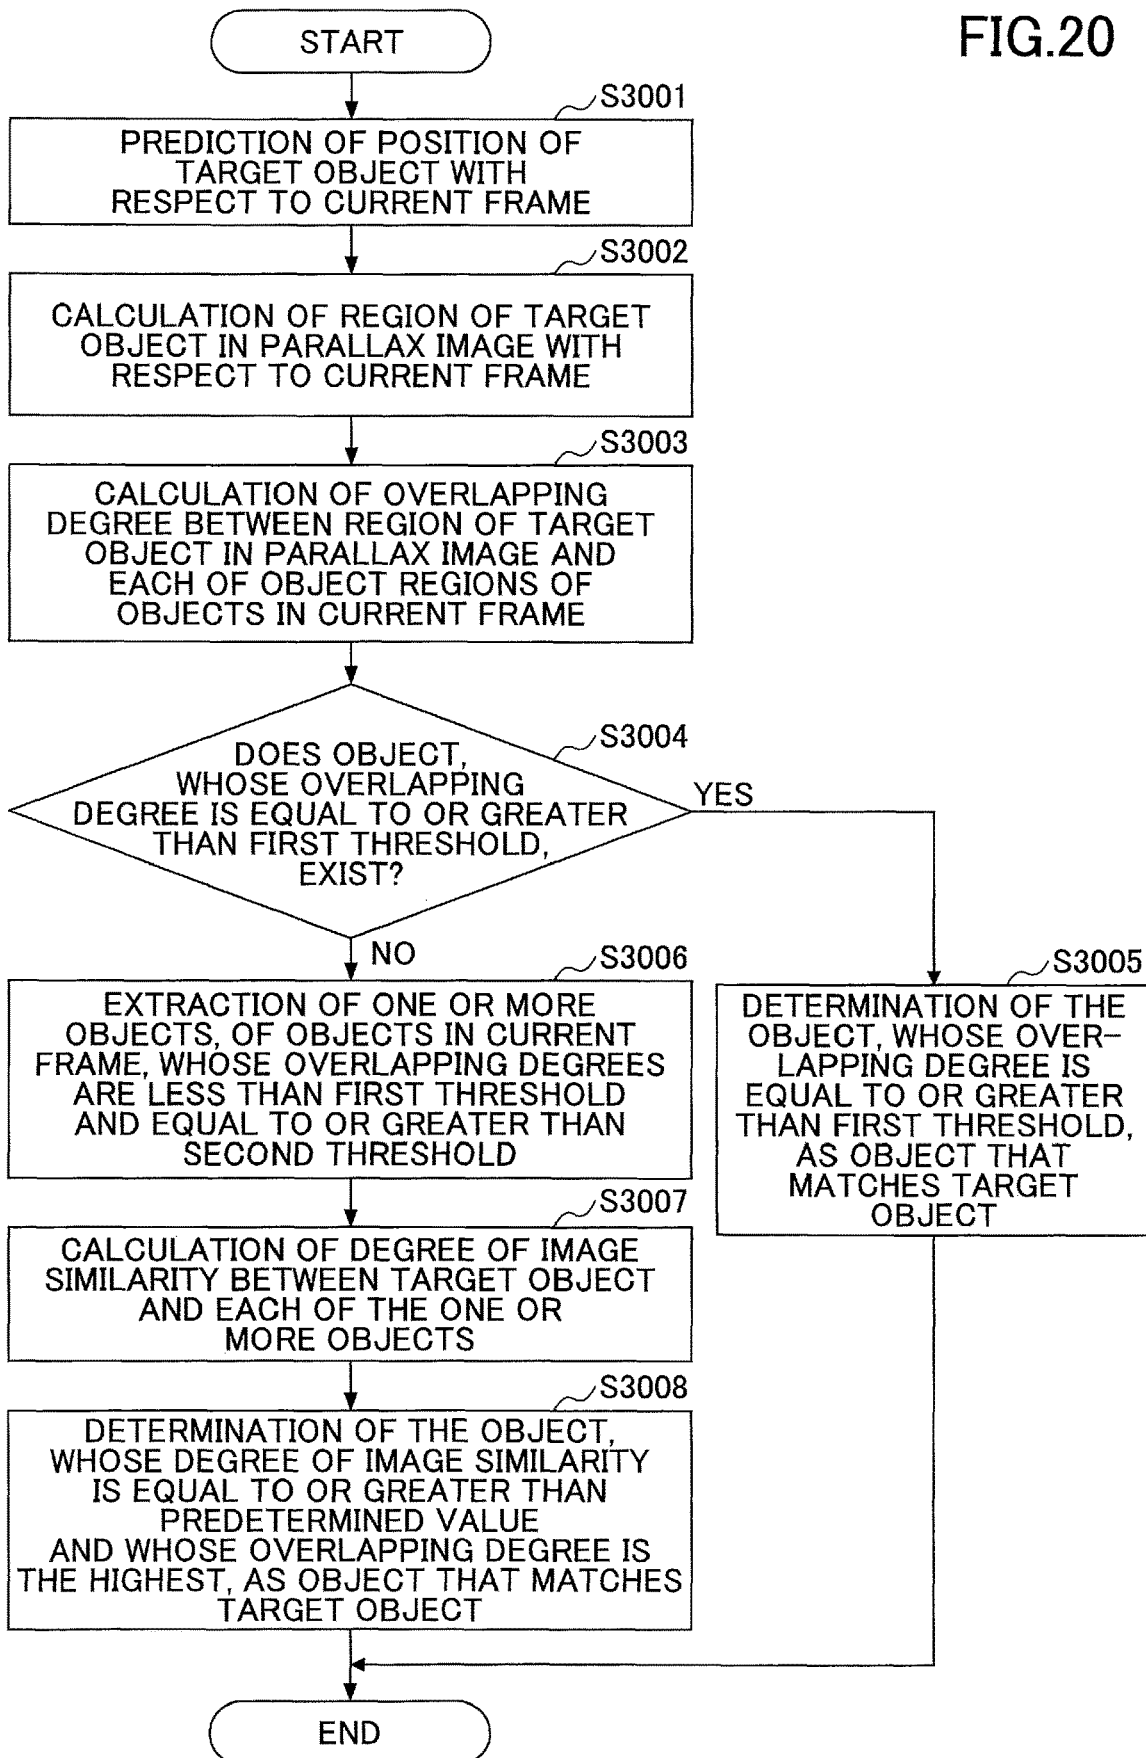 FIG.20
START
S3001
PREDICTION OF POSITION OF
TARGET OBJECT WITH
RESPECT TO CURRENT FRAME
S3002
CALCULATION OF REGION OF TARGET
OBJECT IN PARALLAX IMAGE WITH
RESPECT TO CURRENT FRAME
S3003
CALCULATION OF OVERLAPPING
DEGREE BETWEEN REGION OF TARGET
OBJECT IN PARALLAX IMAGE AND
EACH OF OBJECT REGIONS OF
OBJECTS IN CURRENT FRAME
S3004
DOES OBJECT,
WHOSE OVERLAPPING
DEGREE IS EQUAL TO OR GREATER
THAN FIRST THRESHOLD,
EXIST?
YES
NO
S3005
DETERMINATION OF THE
OBJECT, WHOSE OVER-
LAPPING DEGREE IS
EQUAL TO OR GREATER
THAN FIRST THRESHOLD,
AS OBJECT THAT
MATCHES TARGET
OBJECT
S3006
EXTRACTION OF ONE OR MORE
OBJECTS, OF OBJECTS IN CURRENT
FRAME, WHOSE OVERLAPPING DEGREES
ARE LESS THAN FIRST THRESHOLD
AND EQUAL TO OR GREATER THAN
SECOND THRESHOLD
S3007
CALCULATION OF DEGREE OF IMAGE
SIMILARITY BETWEEN TARGET OBJECT
AND EACH OF THE ONE OR
MORE OBJECTS
S3008
DETERMINATION OF THE OBJECT,
WHOSE DEGREE OF IMAGE SIMILARITY
IS EQUAL TO OR GREATER THAN
PREDETERMINED VALUE
AND WHOSE OVERLAPPING DEGREE IS
THE HIGHEST, AS OBJECT THAT MATCHES
TARGET OBJECT
END